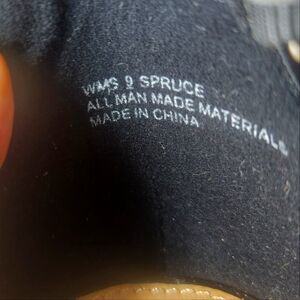 WMS 9 SPRUCE
ALL MAN MADE MATERIALS
MADE IN CHINA